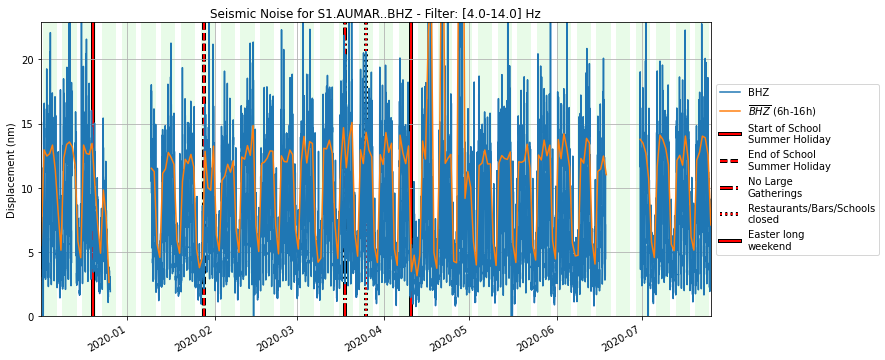 Seismic Noise for S1.AUMAR..BHZ - Filter: [4.0-14.0] Hz
Displacement (nm)
20
15
10
5
0
2020-01
2020-02
2020-03
2020-04
2020-05
2020-06
2020-07
BHZ
BHZ (6h-16h)
Start of School
Summer Holiday
End of School
Summer Holiday
No Large
Gatherings
Restaurants/Bars/Schools
closed
Easter long
weekend